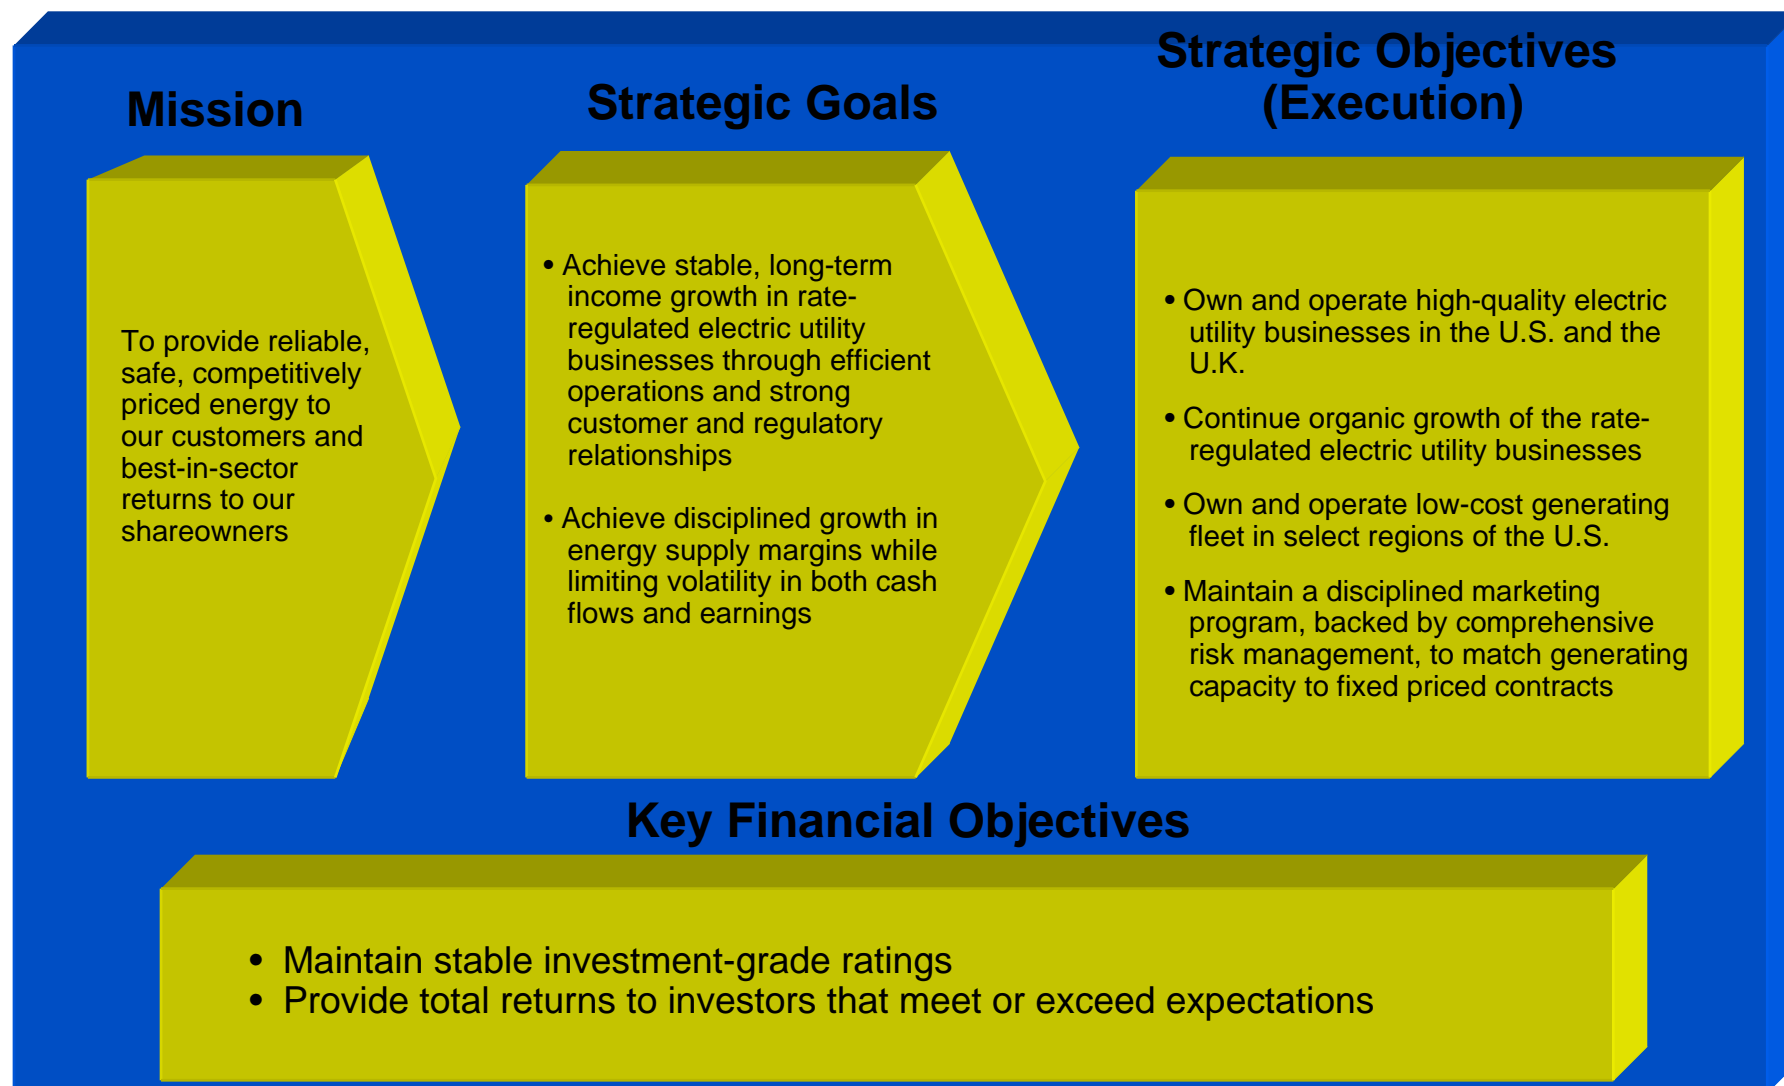 Mission
To provide reliable,
safe, competitively
priced energy to
our customers and
best-in-sector
returns to our
shareowners
Strategic Goals
• Achieve stable, long-term
income growth in rate-
regulated electric utility
businesses through efficient
operations and strong
customer and regulatory
relationships
• Achieve disciplined growth in
energy supply margins while
limiting volatility in both cash
flows and earnings
Strategic Objectives
(Execution)
• Own and operate high-quality electric
utility businesses in the U.S. and the
U.K.
• Continue organic growth of the rate-
regulated electric utility businesses
• Own and operate low-cost generating
fleet in select regions of the U.S.
• Maintain a disciplined marketing
program, backed by comprehensive
risk management, to match generating
capacity to fixed priced contracts
Key Financial Objectives
• Maintain stable investment-grade ratings
• Provide total returns to investors that meet or exceed expectations